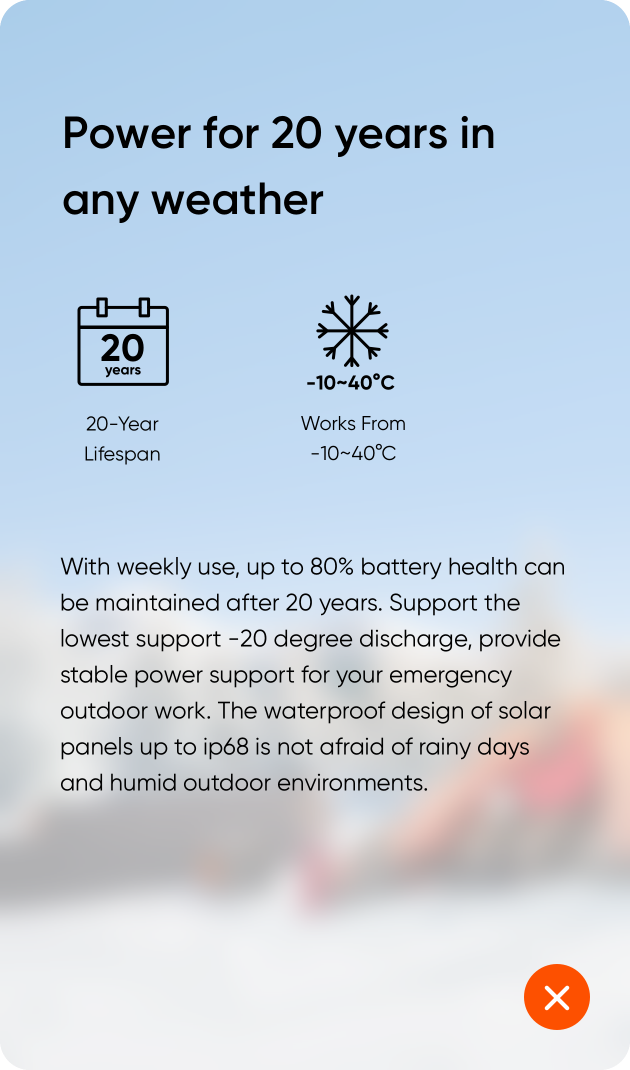 Power for 20 years in
any weather
20
years
-10~40°C
20-Year
Lifespan
Works From
-10~40°C
With weekly use, up to 80% battery health can
be maintained after 20 years. Support the
lowest support -20 degree discharge, provide
stable power support for your emergency
outdoor work. The waterproof design of solar
panels up to ip68 is not afraid of rainy days
and humid outdoor environments.